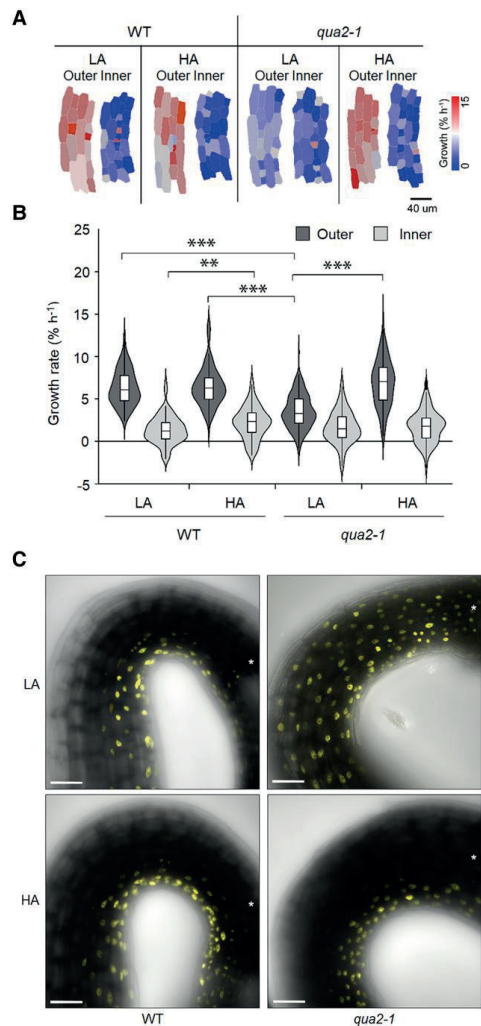 A
WT qua2-1
LA HA LA HA
Outer Inner Outer Inner Outer Inner Outer Inner
15
Growth (% h-1)
0
40 um
B
25
Outer Inner
20
***
**
***
***
15
10
5
0
-5
Growth rate (% h-1)
LA HA LA HA
WT qua2-1
C
LA
*
*
HA
*
*
WT qua2-1